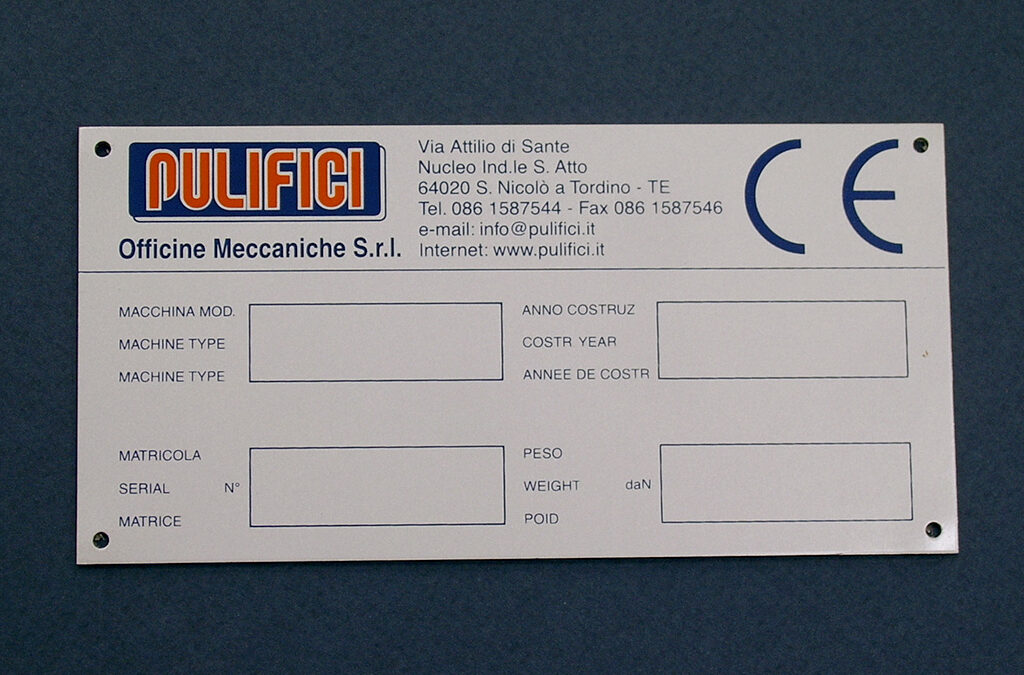 PULIFICI
Officine Meccaniche S.r.l.
Via Attilio di Sante
Nucleo Ind.le S. Atto
64020 S. Nicolò a Tordino - TE
Tel. 086 1587544 - Fax 086 1587546
e-mail: info@pulifici.it
Internet: www.pulifici.it
CE
MACCHINA MOD.
MACHINE TYPE
MACHINE TYPE
ANNO COSTRUZ
COSTR YEAR
ANNEE DE COSTR
MATRICOLA
SERIAL N°
MATRICE
PESO
WEIGHT daN
POID